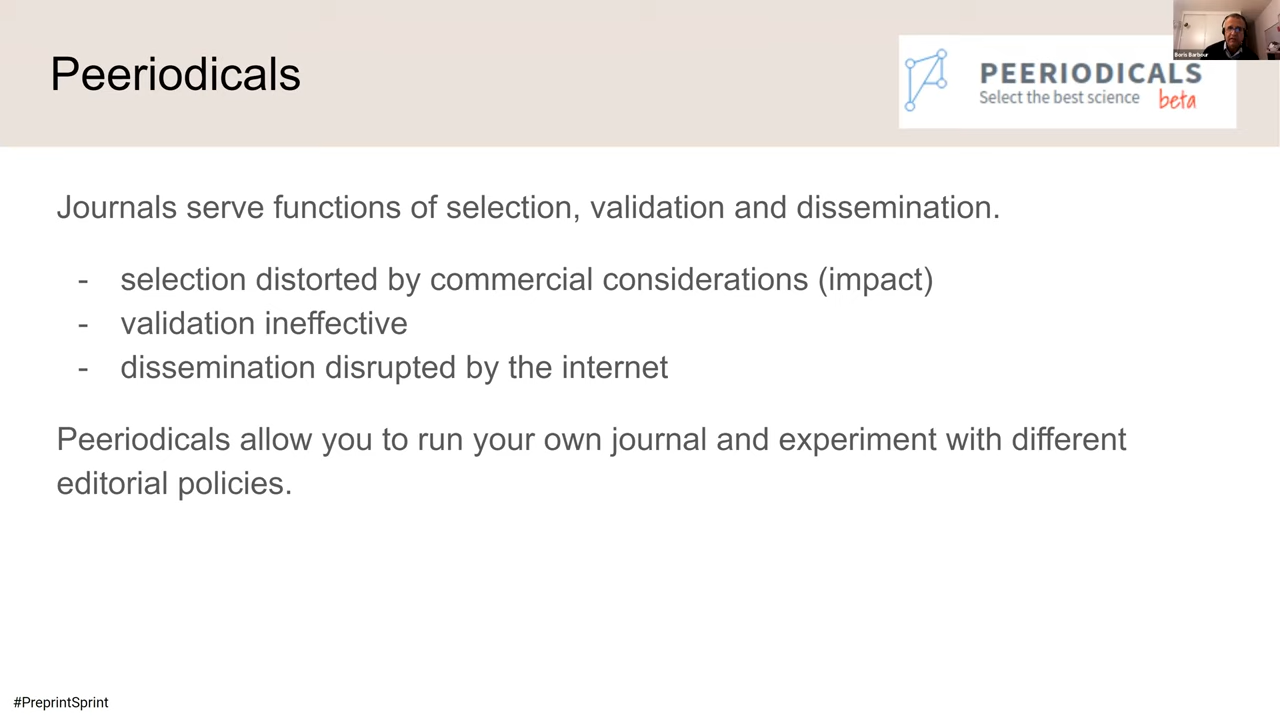 Peeriodicals
PEERIODICALS
Select the best science beta
Boris Barbour
Journals serve functions of selection, validation and dissemination.
- selection distorted by commercial considerations (impact)
- validation ineffective
- dissemination disrupted by the internet
Peeriodicals allow you to run your own journal and experiment with different
editorial policies.
#PreprintSprint